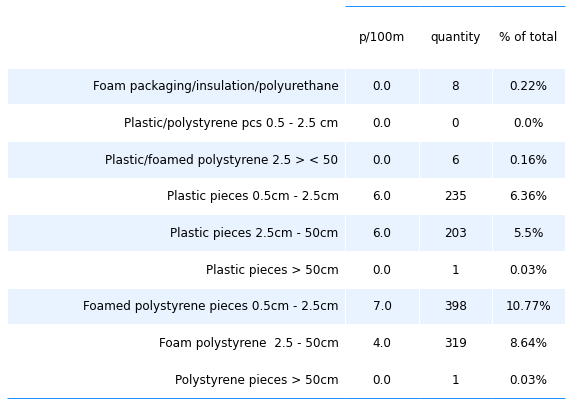 p/100m quantity % of total
Foam packaging/insulation/polyurethane 0.0 8 0.22%
Plastic/polystyrene pcs 0.5 - 2.5 cm 0.0 0 0.0%
Plastic/foamed polystyrene 2.5 > < 50 0.0 6 0.16%
Plastic pieces 0.5cm - 2.5cm 6.0 235 6.36%
Plastic pieces 2.5cm - 50cm 6.0 203 5.5%
Plastic pieces > 50cm 0.0 1 0.03%
Foamed polystyrene pieces 0.5cm - 2.5cm 7.0 398 10.77%
Foam polystyrene  2.5 - 50cm 4.0 319 8.64%
Polystyrene pieces > 50cm 0.0 1 0.03%